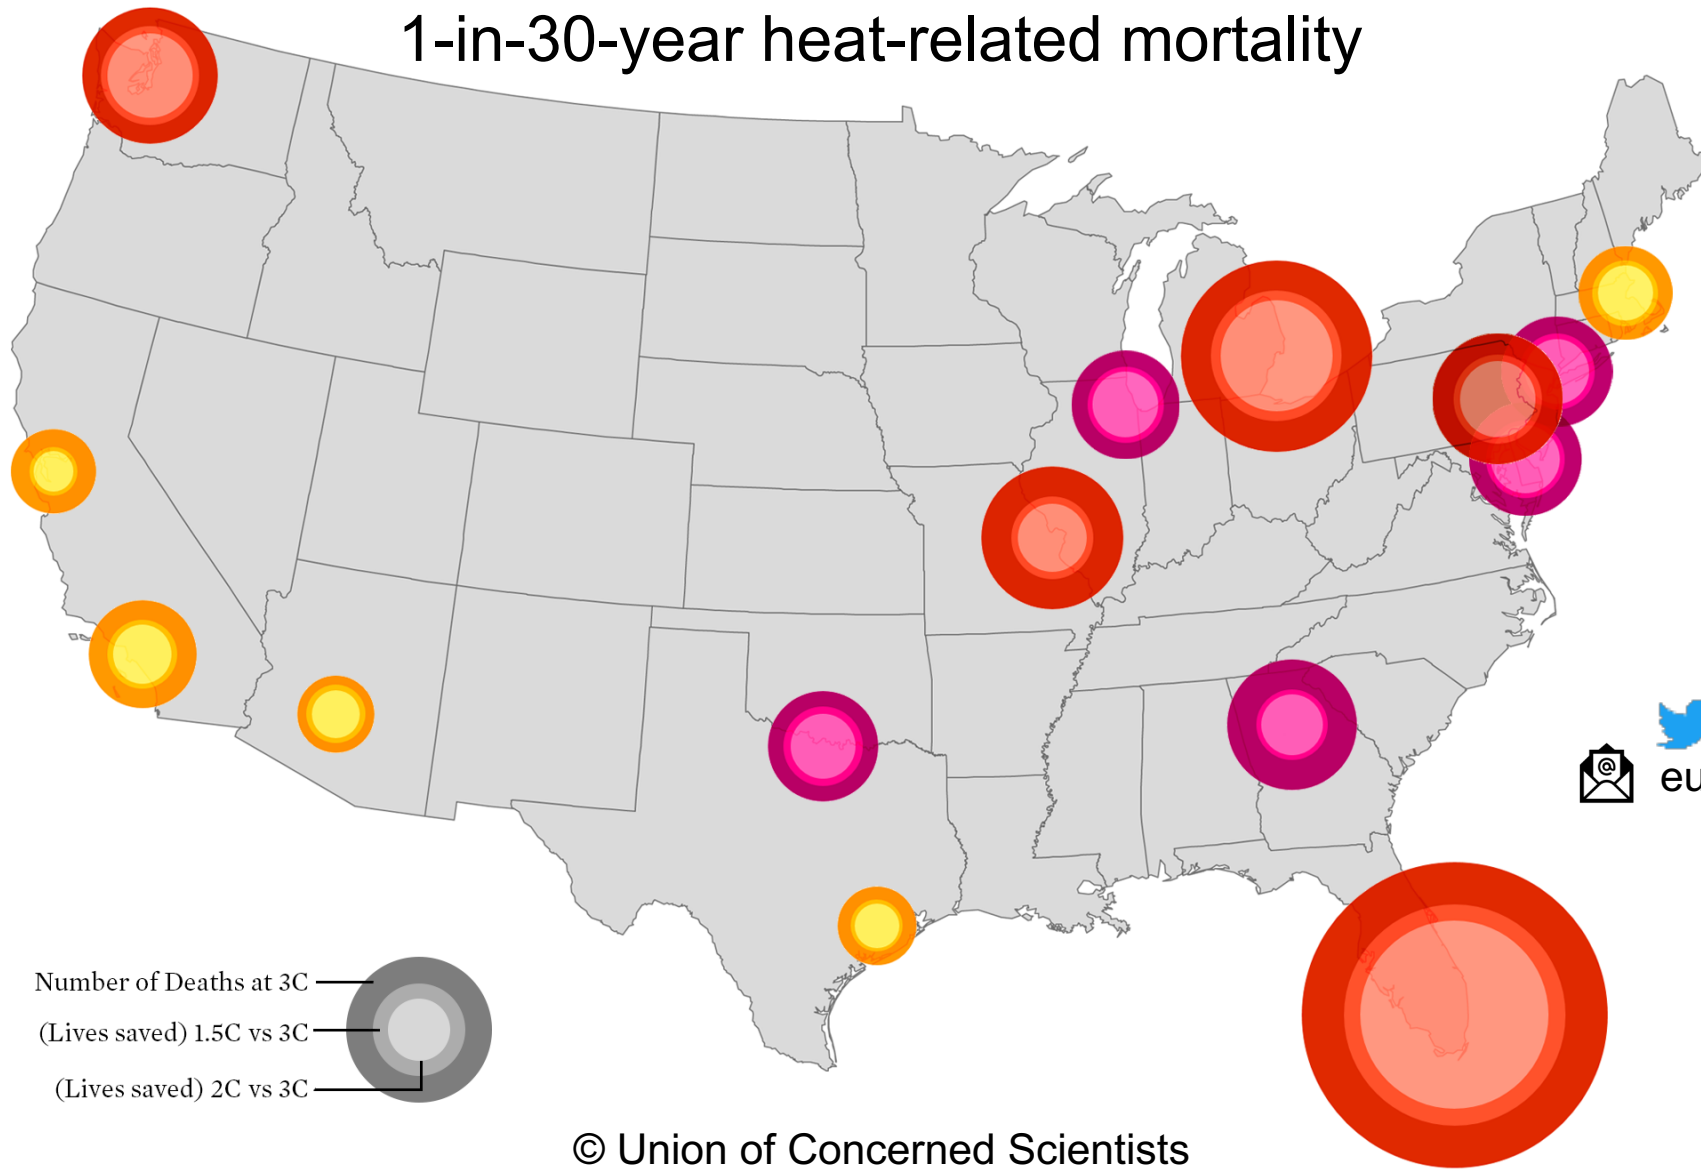 1-in-30-year heat-related mortality
@
eu
Number of Deaths at 3C
(Lives saved) 1.5C vs 3C
(Lives saved) 2C vs 3C
© Union of Concerned Scientists